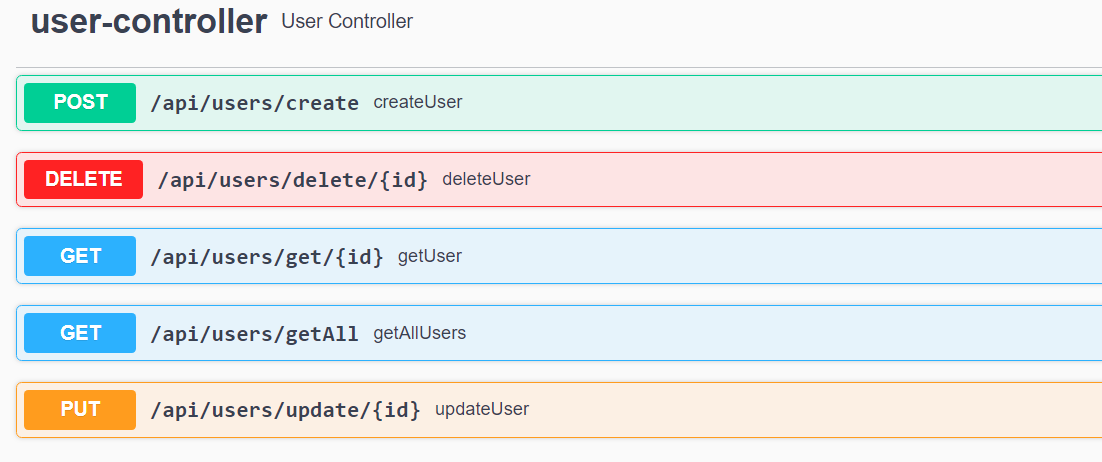 user-controller User Controller
POST /api/users/create createUser
DELETE /api/users/delete/{id} deleteUser
GET /api/users/get/{id} getUser
GET /api/users/getAll getAllUsers
PUT /api/users/update/{id} updateUser